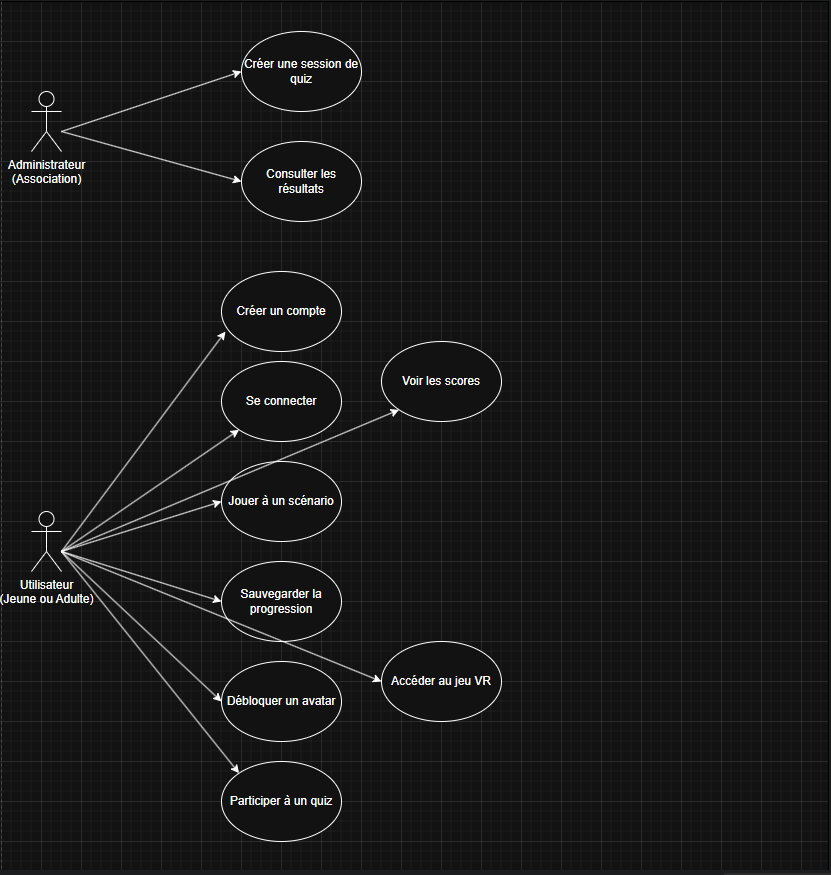 Créer une session de
quiz
Administrateur
(Association)
Consulter les
résultats
Créer un compte
Voir les scores
Se connecter
Jouer à un scénario
Utilisateur
(Jeune ou Adulte)
Sauvegarder la
progression
Accéder au jeu VR
Débloquer un avatar
Participer à un quiz